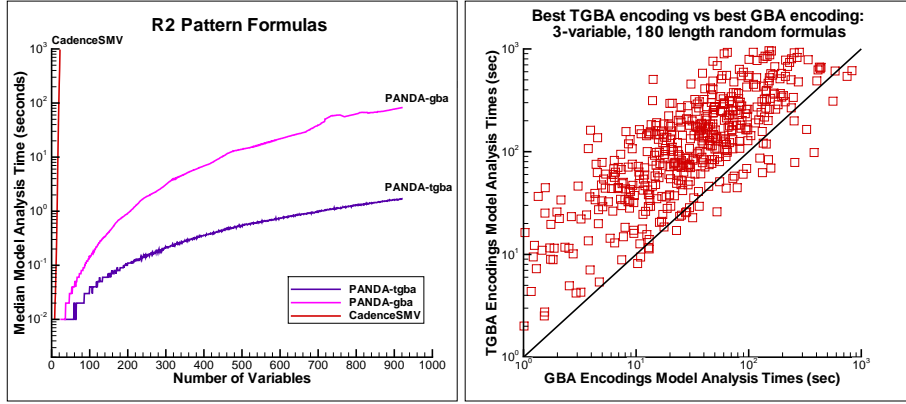 R2 Pattern Formulas
CadenceSMV
PANDA-gba
PANDA-tgba
Median Model Analysis Time (seconds)
10^3
10^2
10^1
10^0
10^-1
10^-2
PANDA-tgba
PANDA-gba
CadenceSMV
0 100 200 300 400 500 600 700 800 900 1000
Number of Variables
Best TGBA encoding vs best GBA encoding:
3-variable, 180 length random formulas
TGBA Encodings Model Analysis Times (sec)
10^3
10^2
10^1
10^0
10^0 10^1 10^2 10^3
GBA Encodings Model Analysis Times (sec)